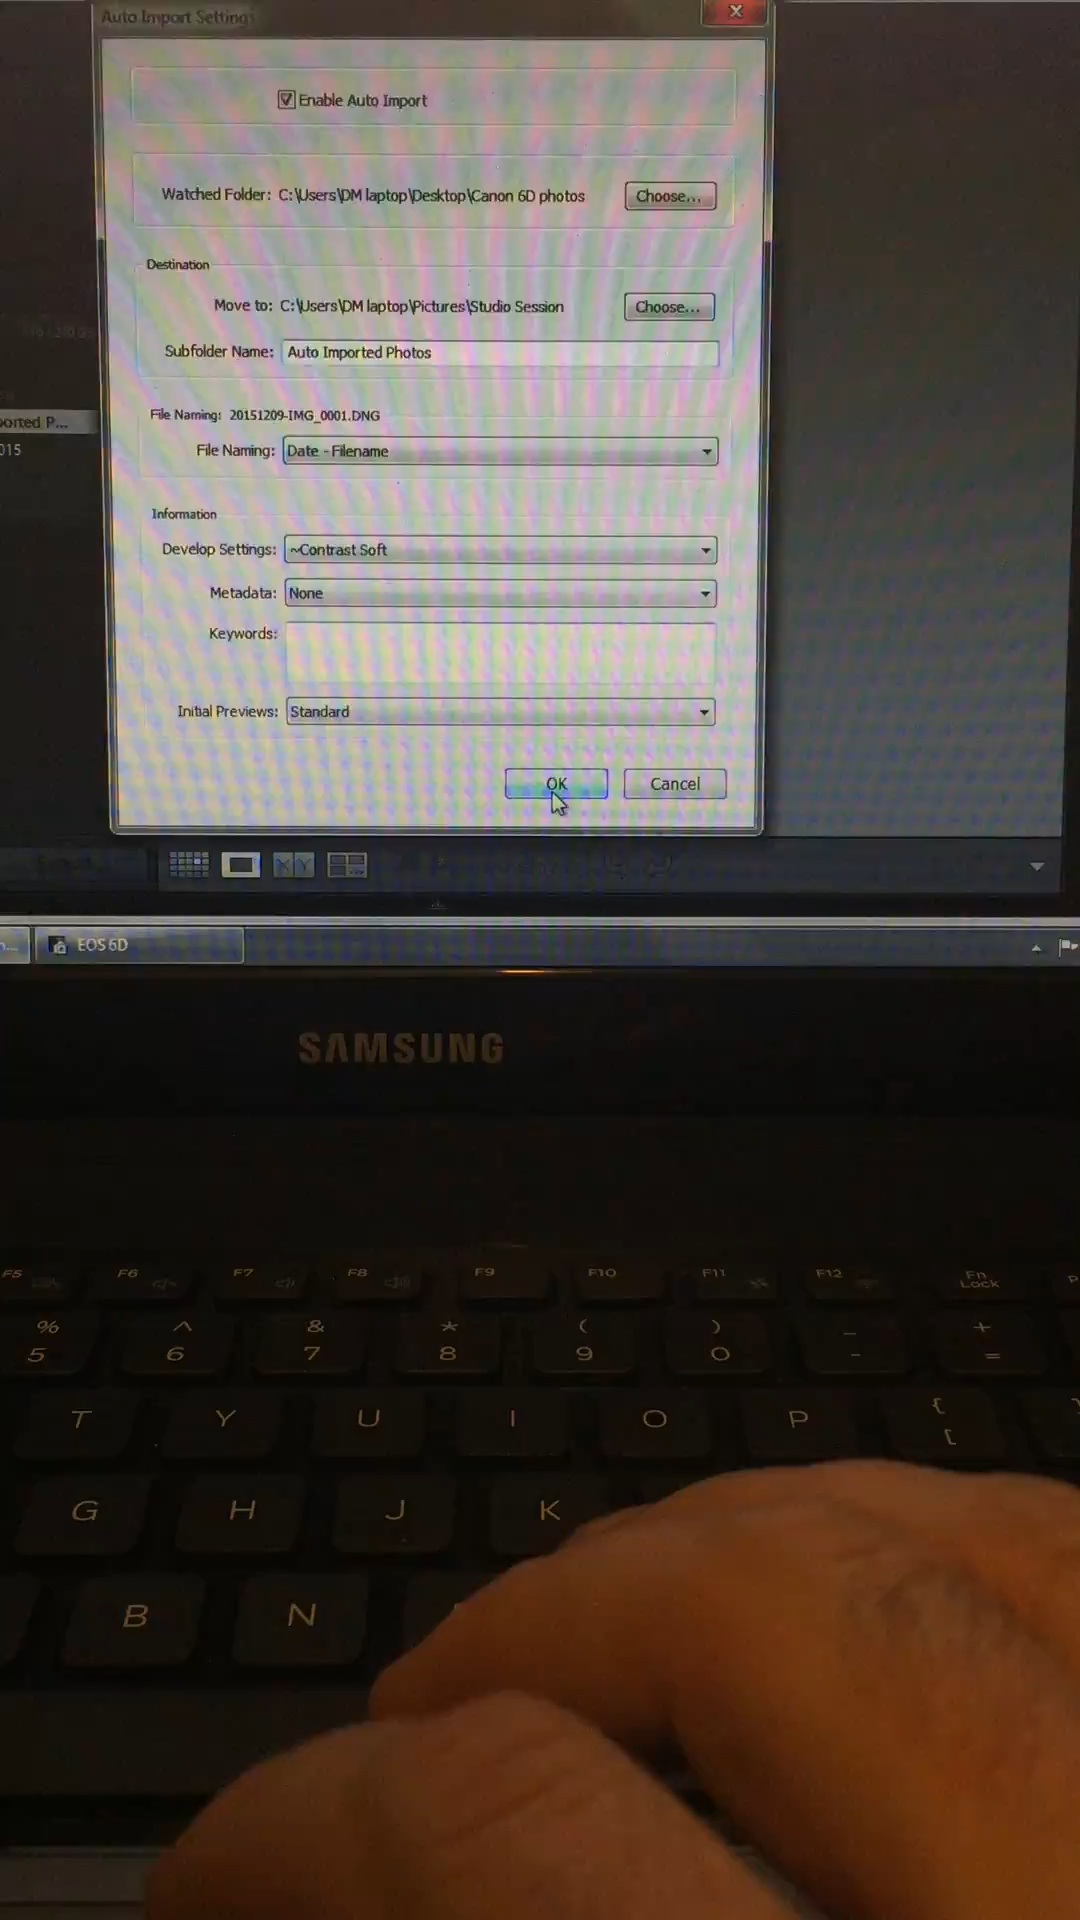 Auto Import Settings
Enable Auto Import
Watched Folder: C:\Users\DM laptop\Desktop\Canon 6D photos Choose...
Destination
Move to: C:\Users\DM laptop\Pictures\Studio Session Choose...
Subfolder Name: Auto Imported Photos
File Naming: 20151209-IMG_0001.DNG
orted P...
File Naming: Date - Filename
015
Information
Develop Settings: ~Contrast Soft
Metadata: None
Keywords:
Initial Previews: Standard
OK Cancel
XY
EOS 6D
SAMSUNG
F5 F6 F7 F8 F9 F10 F11 F12 Fn Lock
% ^ & * ( ) _ +
5 6 7 8 9 0 - =
T Y U I O P { [
G H J K
B N